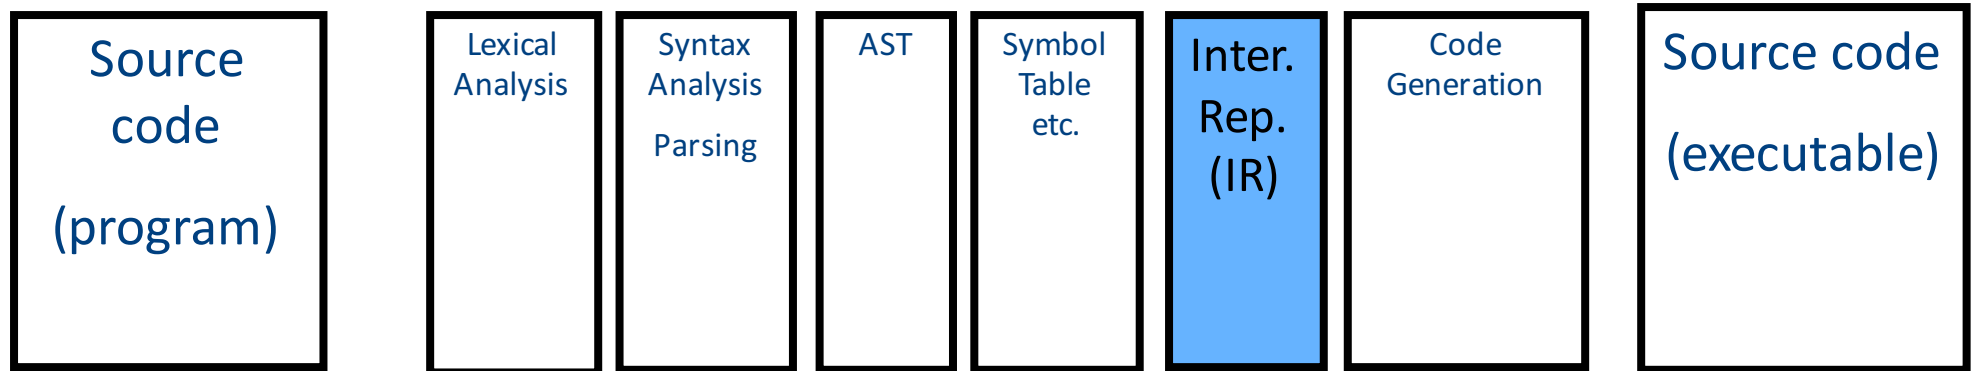 Source
code
(program)
Lexical
Analysis
Syntax
Analysis
Parsing
AST
Symbol
Table
etc.
Inter.
Rep.
(IR)
Code
Generation
Source code
(executable)